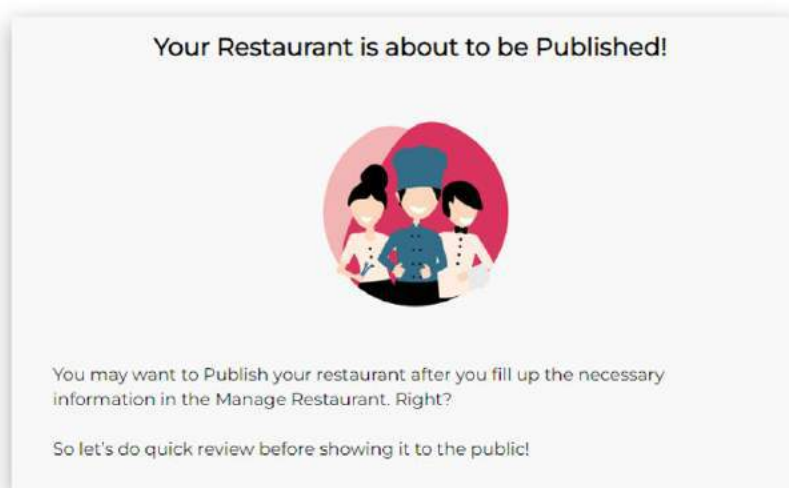 Your Restaurant is about to be Published!
You may want to Publish your restaurant after you fill up the necessary
information in the Manage Restaurant. Right?
So let's do quick review before showing it to the public!